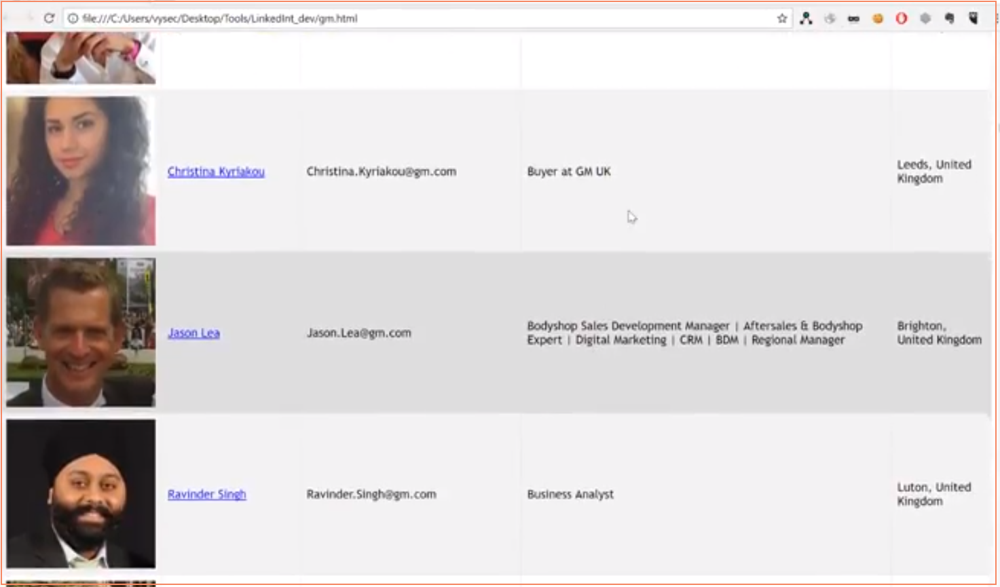 file:///C:/Users/vysec/Desktop/Tools/LinkedInt_dev/gm.html
Christina Kyriakou
Christina.Kyriakou@gm.com
Buyer at GM UK
Leeds, United
Kingdom
Jason Lea
Jason.Lea@gm.com
Bodyshop Sales Development Manager | Aftersales & Bodyshop
Expert | Digital Marketing | CRM | BDM | Regional Manager
Brighton,
United Kingdom
Ravinder Singh
Ravinder.Singh@gm.com
Business Analyst
Luton, United
Kingdom